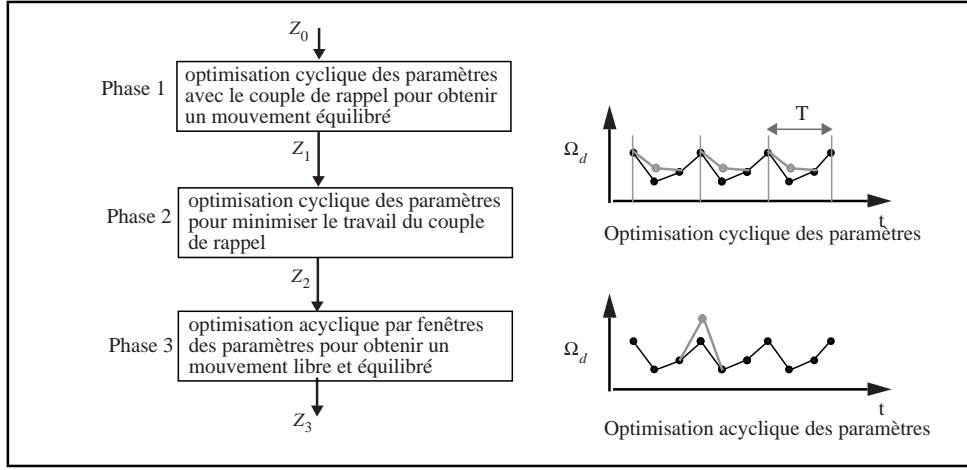 Z0
Phase 1
optimisation cyclique des paramètres
avec le couple de rappel pour obtenir
un mouvement équilibré
Z1
Phase 2
optimisation cyclique des paramètres
pour minimiser le travail du couple
de rappel
Z2
Phase 3
optimisation acyclique par fenêtres
des paramètres pour obtenir un
mouvement libre et équilibré
Z3
T
Ωd
t
Optimisation cyclique des paramètres
Ωd
t
Optimisation acyclique des paramètres